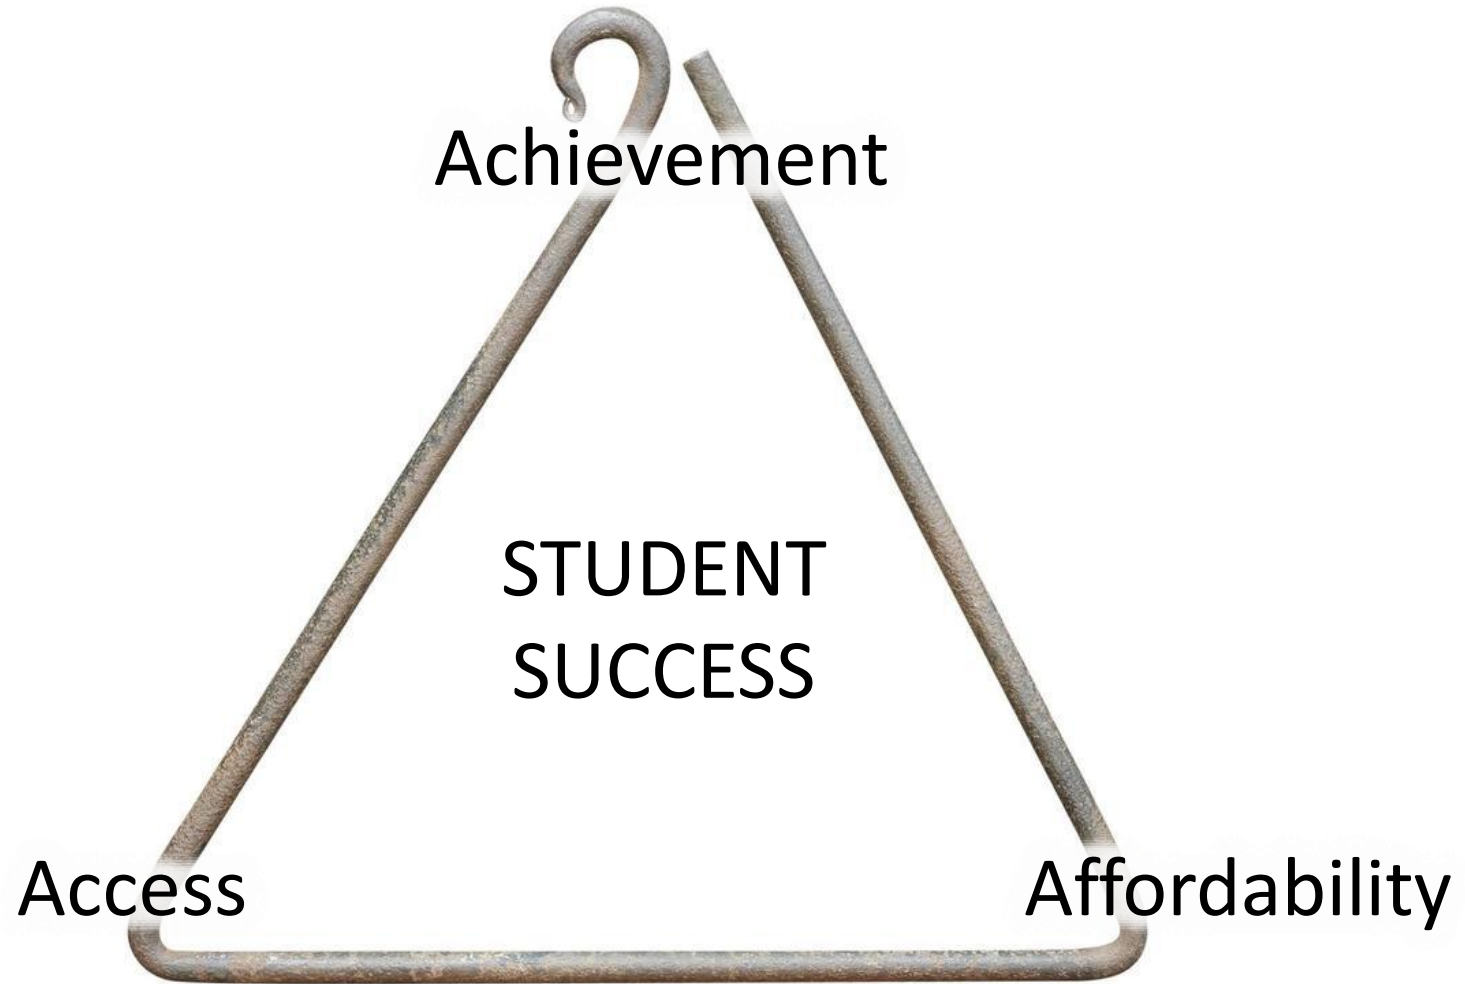 Achievement
STUDENT
SUCCESS
Access
Affordability